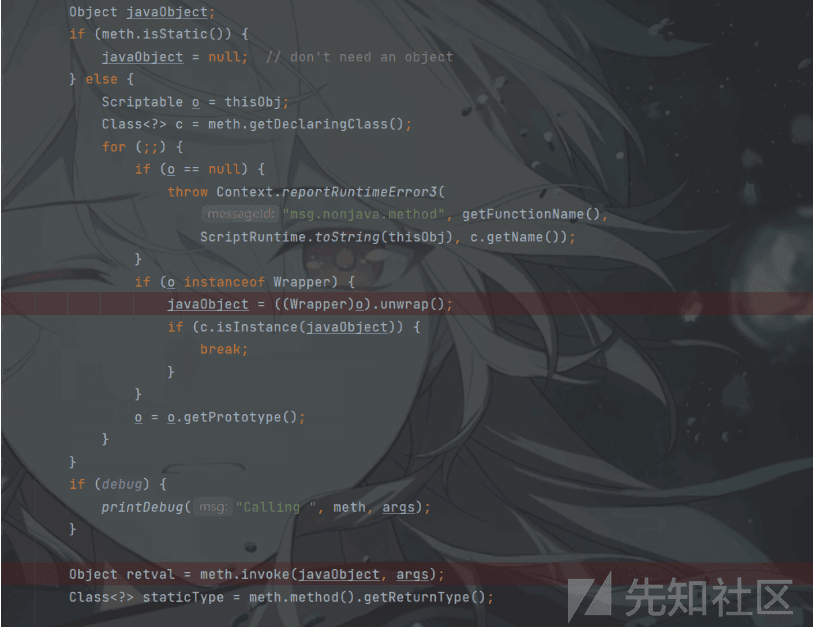 Object javaObject;
if (meth.isStatic()) {
javaObject = null;  // don't need an object
} else {
Scriptable o = thisObj;
Class<?> c = meth.getDeclaringClass();
for (;;) {
if (o == null) {
throw Context.reportRuntimeError3(
messageId: "msg.nonjava.method", getFunctionName(),
ScriptRuntime.toString(thisObj), c.getName());
}
if (o instanceof Wrapper) {
javaObject = ((Wrapper)o).unwrap();
if (c.isInstance(javaObject)) {
break;
}
}
o = o.getPrototype();
}
}
if (debug) {
printDebug( msg: "Calling ", meth, args);
}
Object retval = meth.invoke(javaObject, args);
Class<?> staticType = meth.method().getReturnType();
先知社区